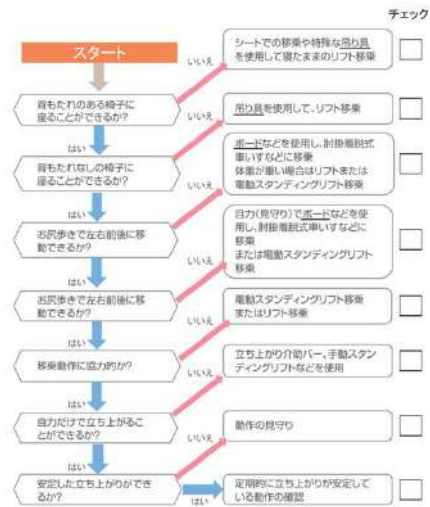 チェック
スタート
いいえ
シートでの移乗や特殊な吊り具
を使用して寝たままのリフト移乗
背もたれのある椅子に
座ることができるか?
いいえ
吊り具を使用して、リフト移乗
はい
背もたれなしの椅子に
座ることができるか?
いいえ
ボードなどを使用し、肘掛着脱式
車いすなどに移乗
体重が重い場合はリフトまたは
電動スタンディングリフト移乗
はい
お尻歩きで左右前後に移
動できるか?
いいえ
自力(見守り)でボードなどを使
用し、肘掛着脱式車いすなどに
移乗
または電動スタンディングリフト
移乗
はい
お尻歩きで左右前後に移
動できるか?
いいえ
電動スタンディングリフト移乗
またはリフト移乗
はい
移乗動作に協力的か?
いいえ
立ち上がり介助バー、手動スタン
ディングリフトなどを使用
はい
自力だけで立ち上がるこ
とができるか?
いいえ
動作の見守り
はい
安定した立ち上がりができ
るか?
はい
定期的に立ち上がりが安定して
いる動作の確認